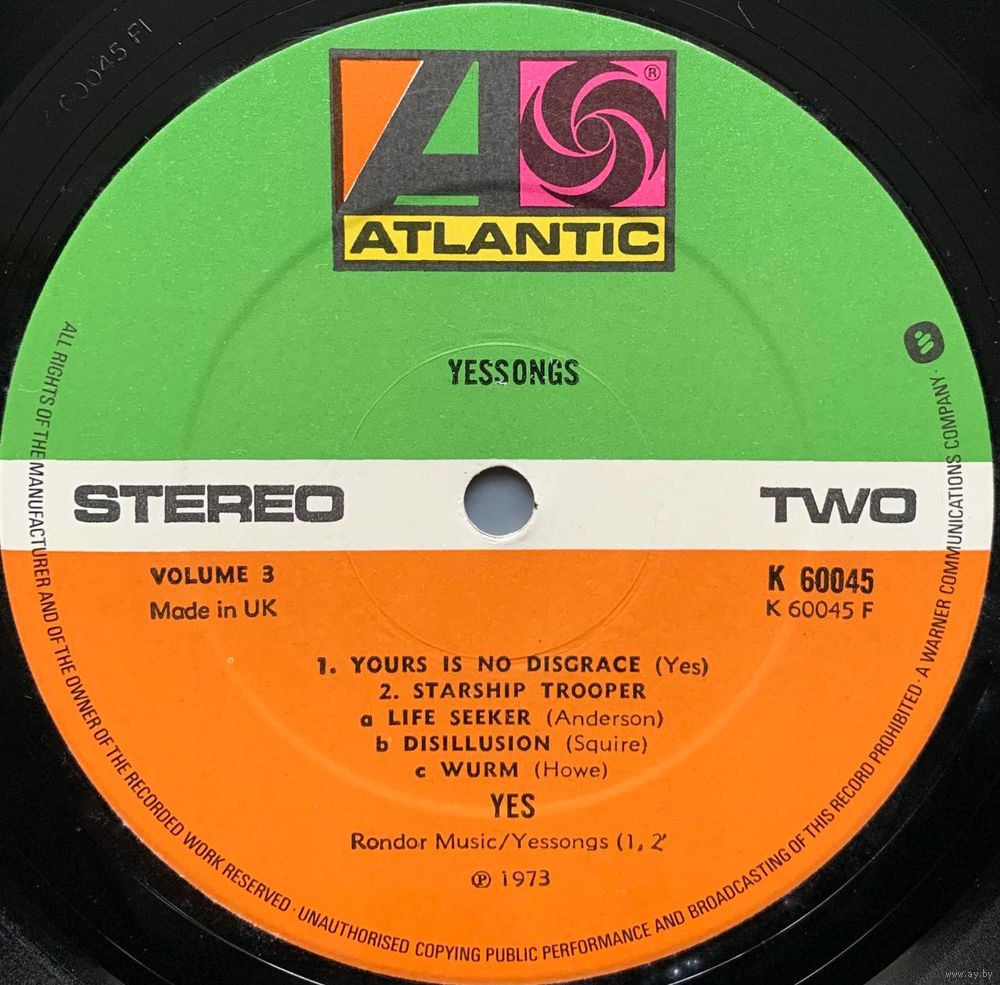 60045 F1
A
®
ATLANTIC
YESSONGS
STEREO
TWO
VOLUME 3
K 60045
Made in UK
K 60045 F
1. YOURS IS NO DISGRACE (Yes)
2. STARSHIP TROOPER
a LIFE SEEKER (Anderson)
b DISILLUSION (Squire)
c WURM (Howe)
YES
Rondor Music/Yessongs (1, 2'
℗ 1973
ALL RIGHTS OF THE MANUFACTURER AND OF THE OWNER OF THE RECORDED WORK RESERVED · UNAUTHORISED COPYING PUBLIC PERFORMANCE AND BROADCASTING OF THIS RECORD PROHIBITED · A WARNER COMMUNICATIONS COMPANY ·
www.ay.by